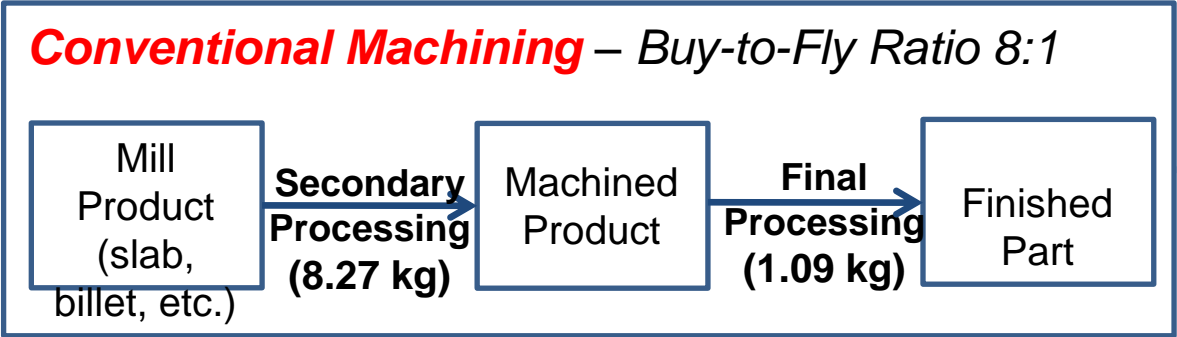 Conventional Machining – Buy-to-Fly Ratio 8:1
Mill
Product
(slab,
billet, etc.)
Secondary
Processing
(8.27 kg)
Machined
Product
Final
Processing
(1.09 kg)
Finished
Part